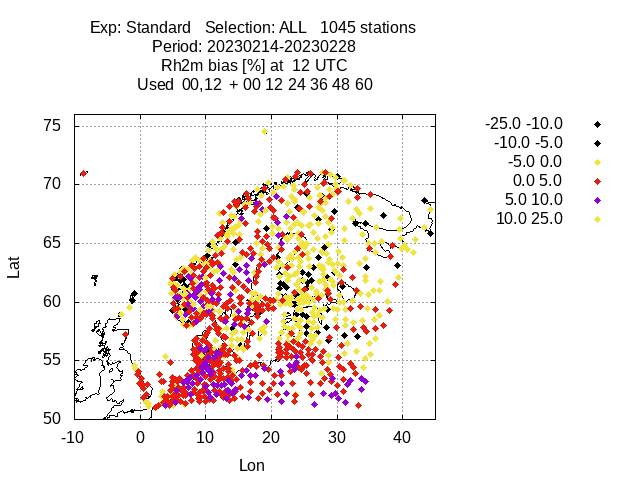 Exp: Standard   Selection: ALL   1045 stations
Period: 20230214-20230228
Rh2m bias [%] at  12 UTC
Used  00,12  + 00 12 24 36 48 60
-25.0 -10.0
-10.0 -5.0
-5.0 0.0
0.0 5.0
5.0 10.0
10.0 25.0
75
70
65
60
55
50
Lat
-10 0 10 20 30 40
Lon